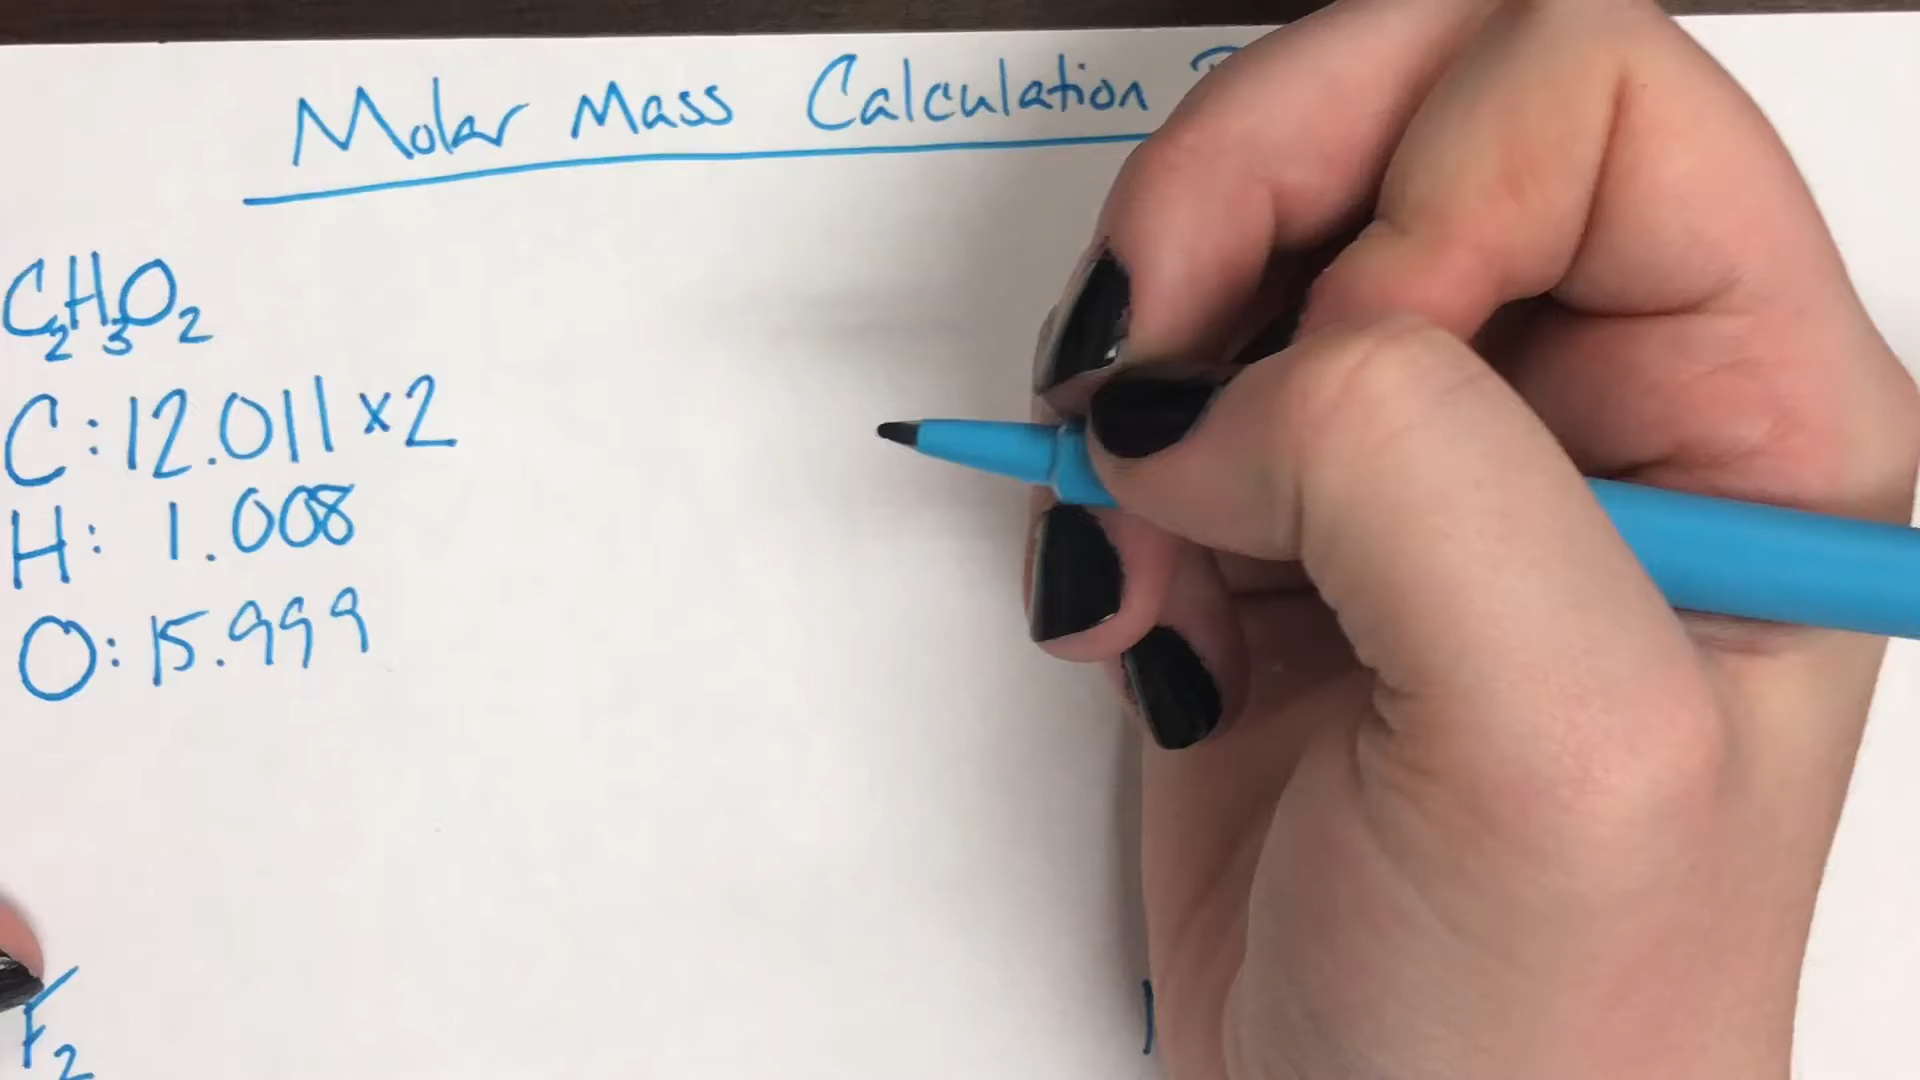 Molar Mass Calculation
C₂H₃O₂
C: 12.011 x 2
H: 1.008
O: 15.999
F₂